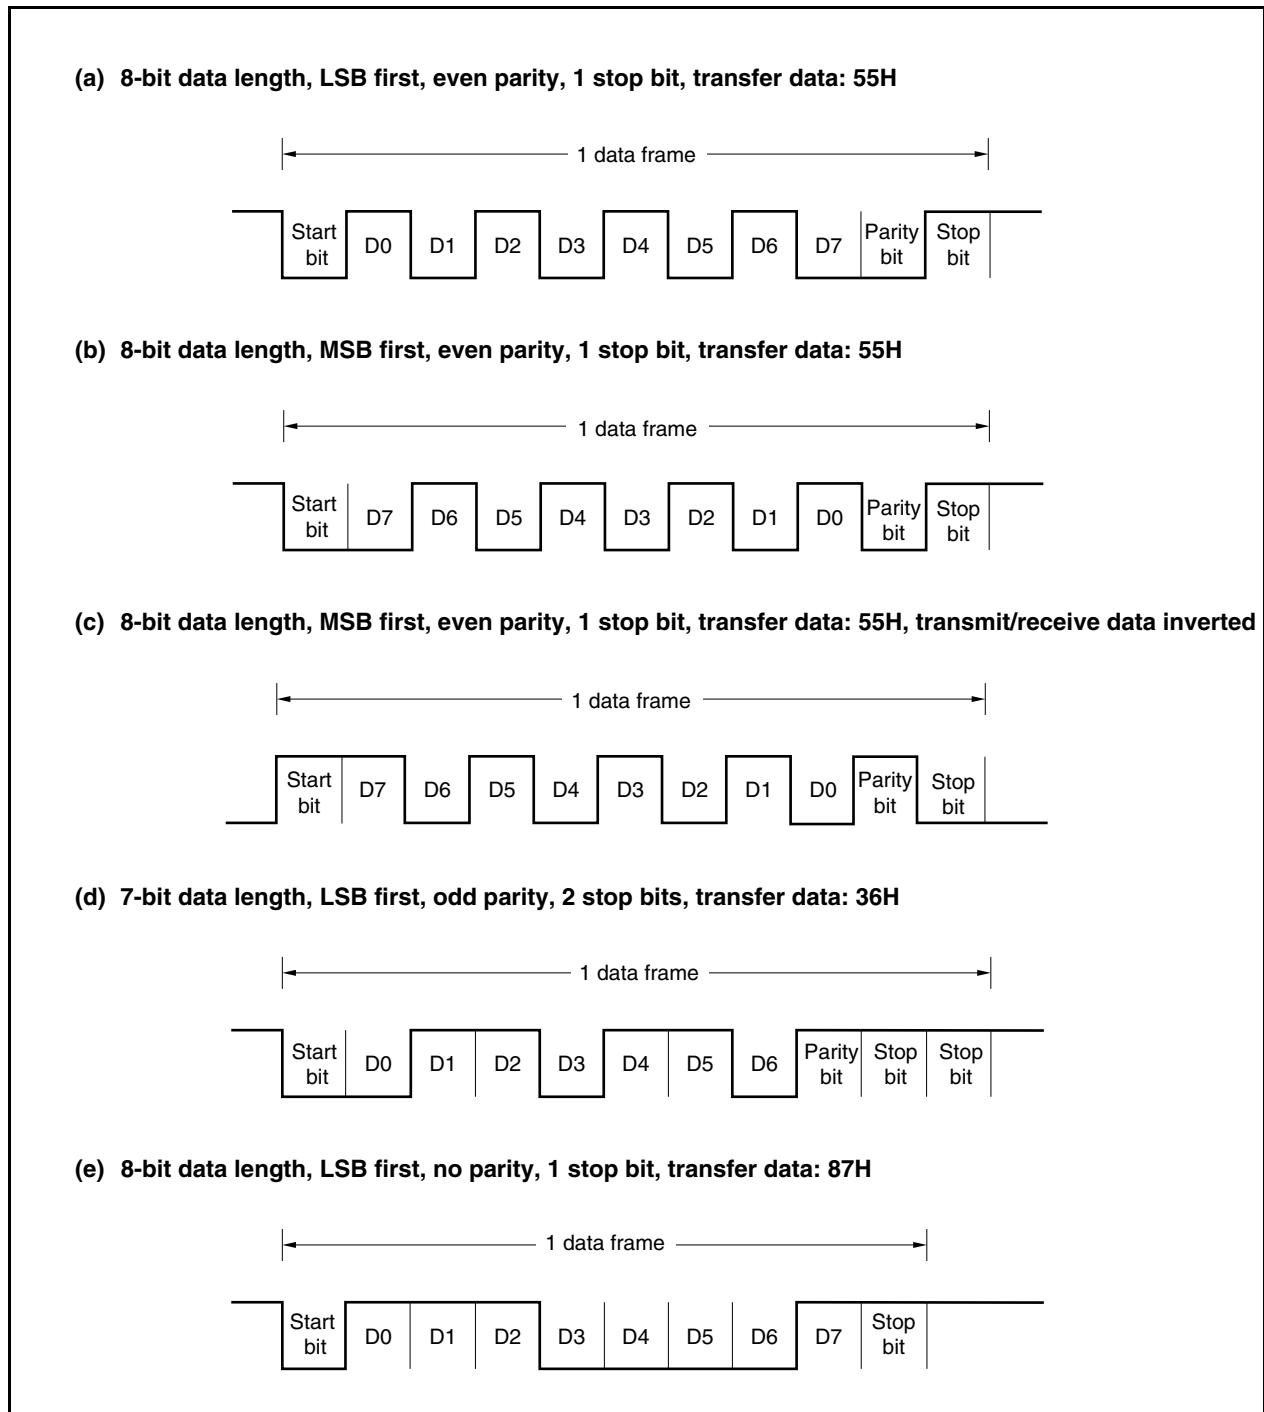 (a) 8-bit data length, LSB first, even parity, 1 stop bit, transfer data: 55H
1 data frame
Start bit D0 D1 D2 D3 D4 D5 D6 D7 Parity bit Stop bit
(b) 8-bit data length, MSB first, even parity, 1 stop bit, transfer data: 55H
1 data frame
Start bit D7 D6 D5 D4 D3 D2 D1 D0 Parity bit Stop bit
(c) 8-bit data length, MSB first, even parity, 1 stop bit, transfer data: 55H, transmit/receive data inverted
1 data frame
Start bit D7 D6 D5 D4 D3 D2 D1 D0 Parity bit Stop bit
(d) 7-bit data length, LSB first, odd parity, 2 stop bits, transfer data: 36H
1 data frame
Start bit D0 D1 D2 D3 D4 D5 D6 Parity bit Stop bit Stop bit
(e) 8-bit data length, LSB first, no parity, 1 stop bit, transfer data: 87H
1 data frame
Start bit D0 D1 D2 D3 D4 D5 D6 D7 Stop bit